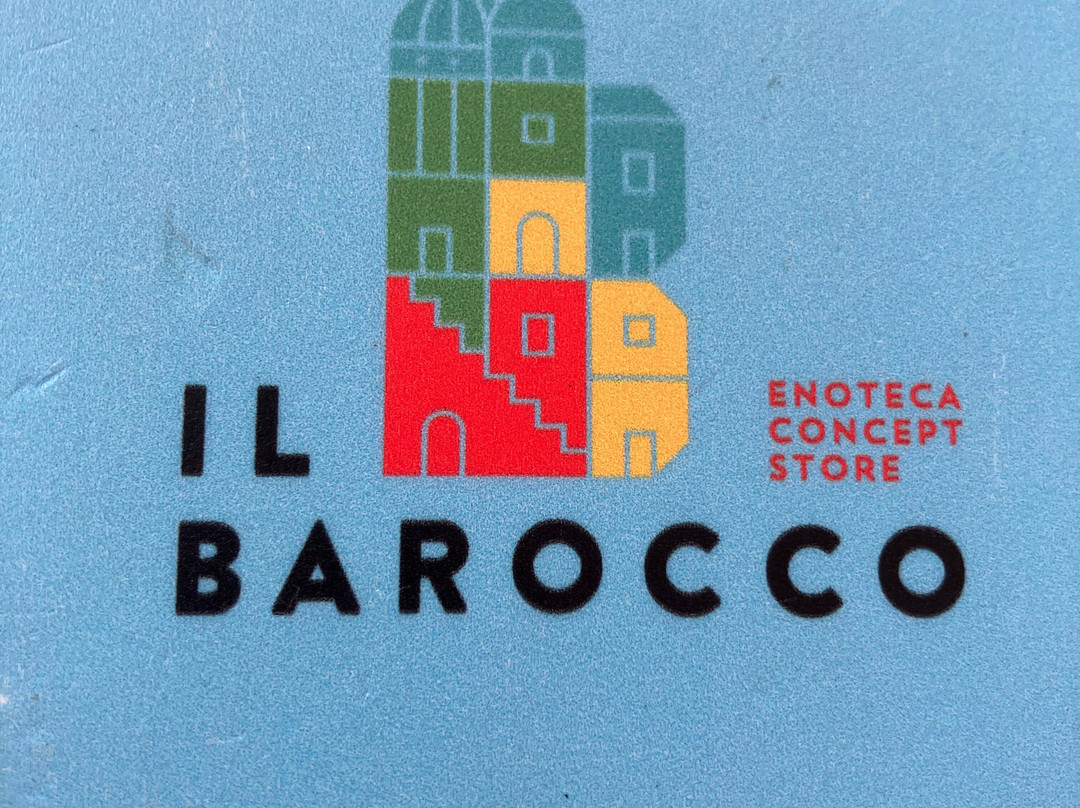 IL
ENOTECA
CONCEPT
STORE
BAROCCO